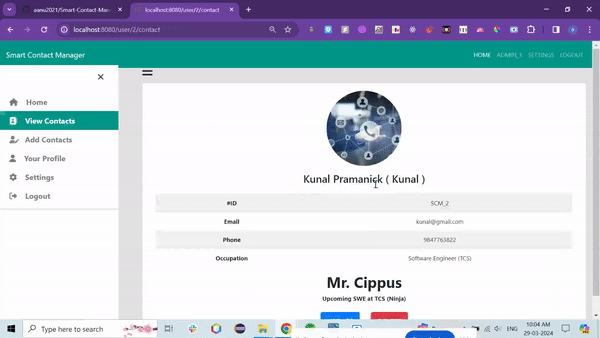 aanu2021/Smart-Contact-Man
localhost:8080/user/2/contact
localhost:8080/user/2/contact
Smart Contact Manager
HOME ADMIN_1 SETTINGS LOGOUT
Home
View Contacts
Add Contacts
Your Profile
Settings
Logout
Kunal Pramanick ( Kunal )
#ID SCM_2
Email kunal@gmail.com
Phone 9847763822
Occupation Software Engineer (TCS)
Mr. Cippus
Upcoming SWE at TCS (Ninja)
Type here to search
ENG
10:04 AM
29-03-2024